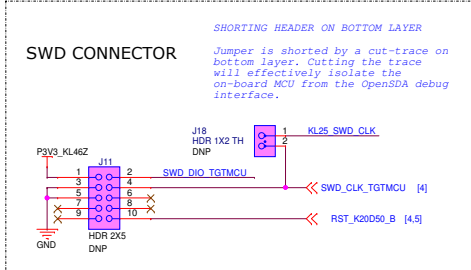 SHORTING HEADER ON BOTTOM LAYER
SWD CONNECTOR
Jumper is shorted by a cut-trace on
bottom layer. Cutting the trace
will effectively isolate the
on-board MCU from the OpenSDA debug
interface.
J18
HDR 1X2 TH
DNP
1
2
KL25_SWD_CLK
P3V3_KL46Z
J11
1 2 SWD_DIO_TGTMCU
3 4 SWD_CLK_TGTMCU [4]
5 6
7 8
9 10 RST_K20D50_B [4,5]
GND
HDR 2X5
DNP